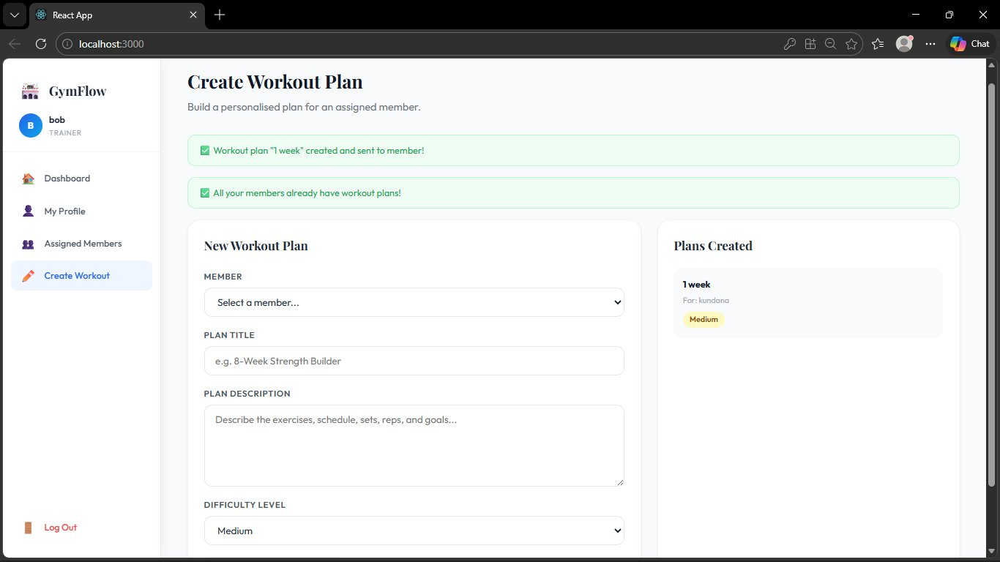 React App
localhost:3000
Chat
GymFlow
B
bob
TRAINER
Dashboard
My Profile
Assigned Members
Create Workout
Log Out
Create Workout Plan
Build a personalised plan for an assigned member.
✅ Workout plan "1 week" created and sent to member!
✅ All your members already have workout plans!
New Workout Plan
MEMBER
Select a member...
PLAN TITLE
e.g. 8-Week Strength Builder
PLAN DESCRIPTION
Describe the exercises, schedule, sets, reps, and goals...
DIFFICULTY LEVEL
Medium
Plans Created
1 week
For: kundana
Medium